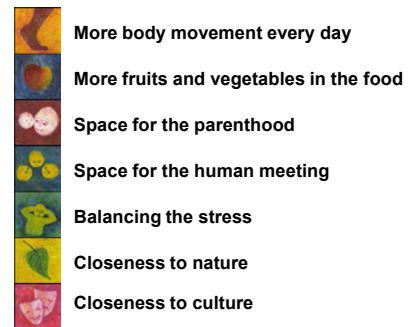 More body movement every day
More fruits and vegetables in the food
Space for the parenthood
Space for the human meeting
Balancing the stress
Closeness to nature
Closeness to culture